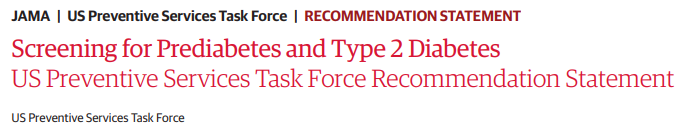 JAMA | US Preventive Services Task Force | RECOMMENDATION STATEMENT
Screening for Prediabetes and Type 2 Diabetes
US Preventive Services Task Force Recommendation Statement
US Preventive Services Task Force